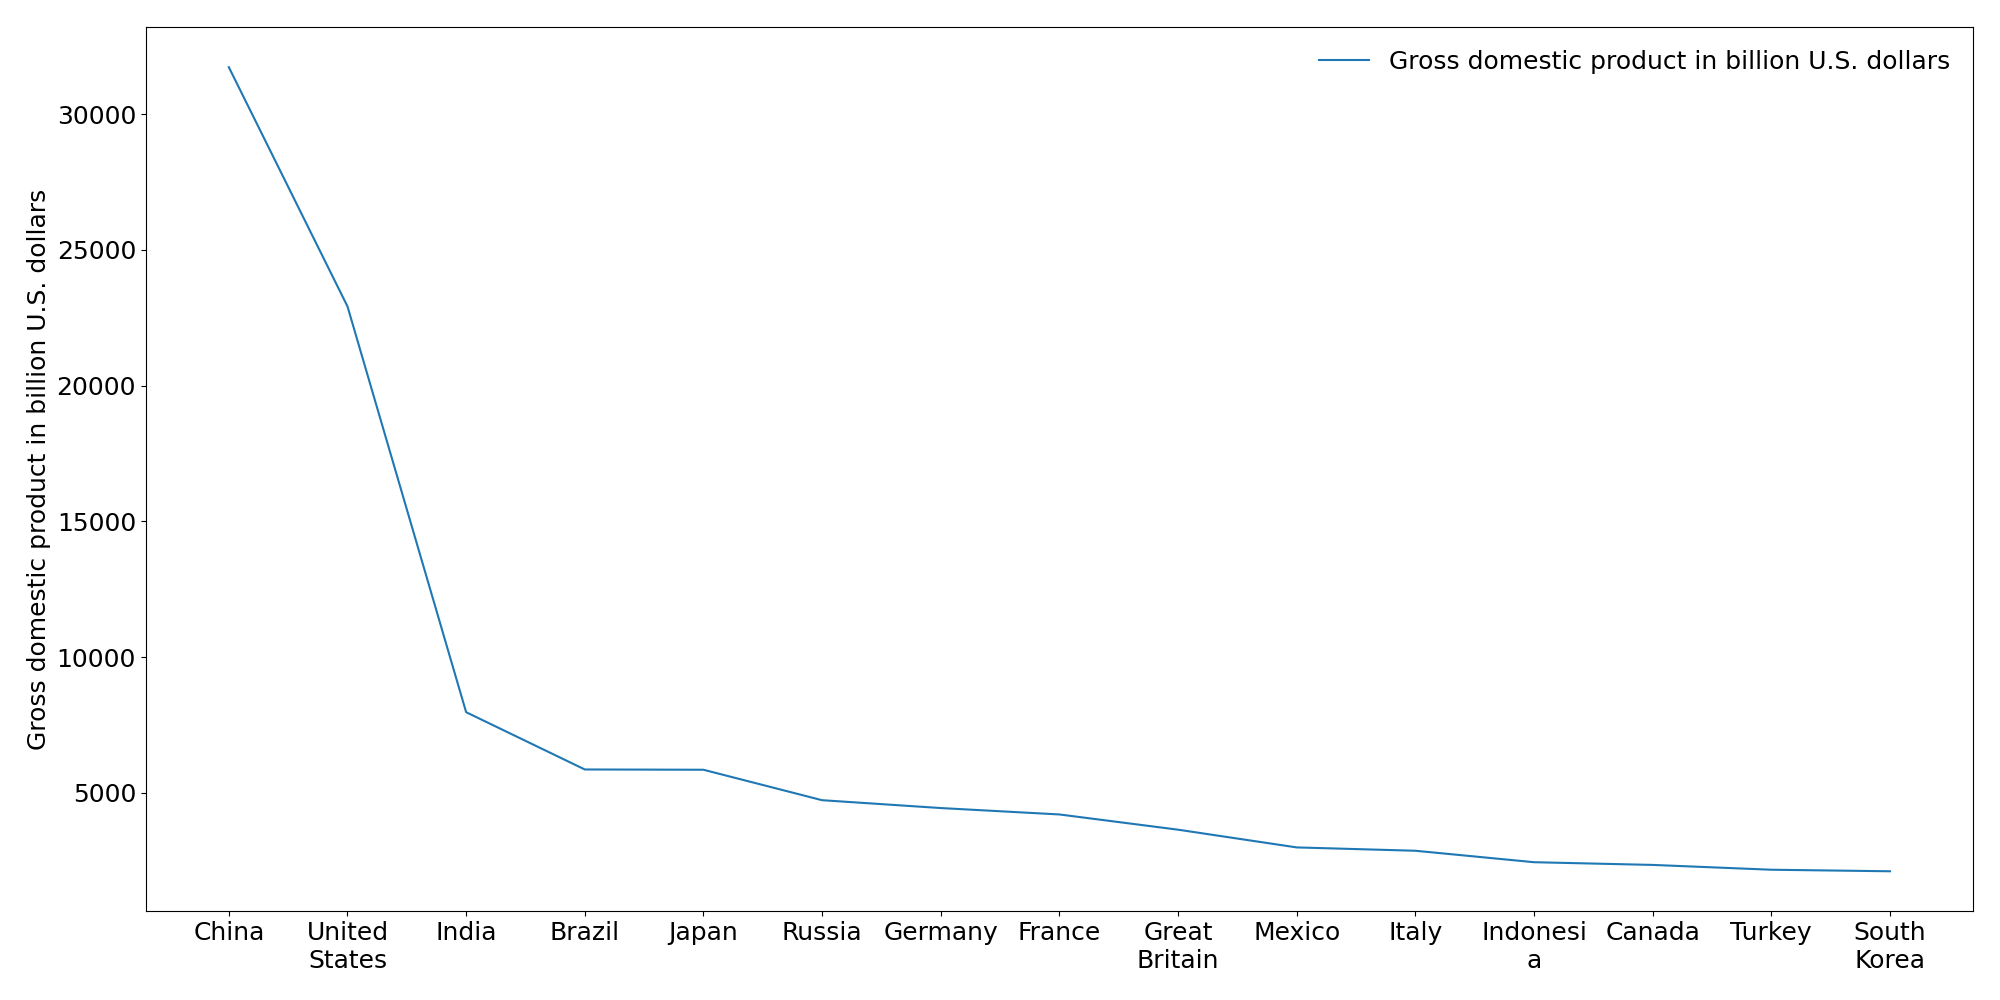 Gross domestic product in billion U.S. dollars
Gross domestic product in billion U.S. dollars
30000
25000
20000
15000
10000
5000
China
United
States
India
Brazil
Japan
Russia
Germany
France
Great
Britain
Mexico
Italy
Indonesi
a
Canada
Turkey
South
Korea